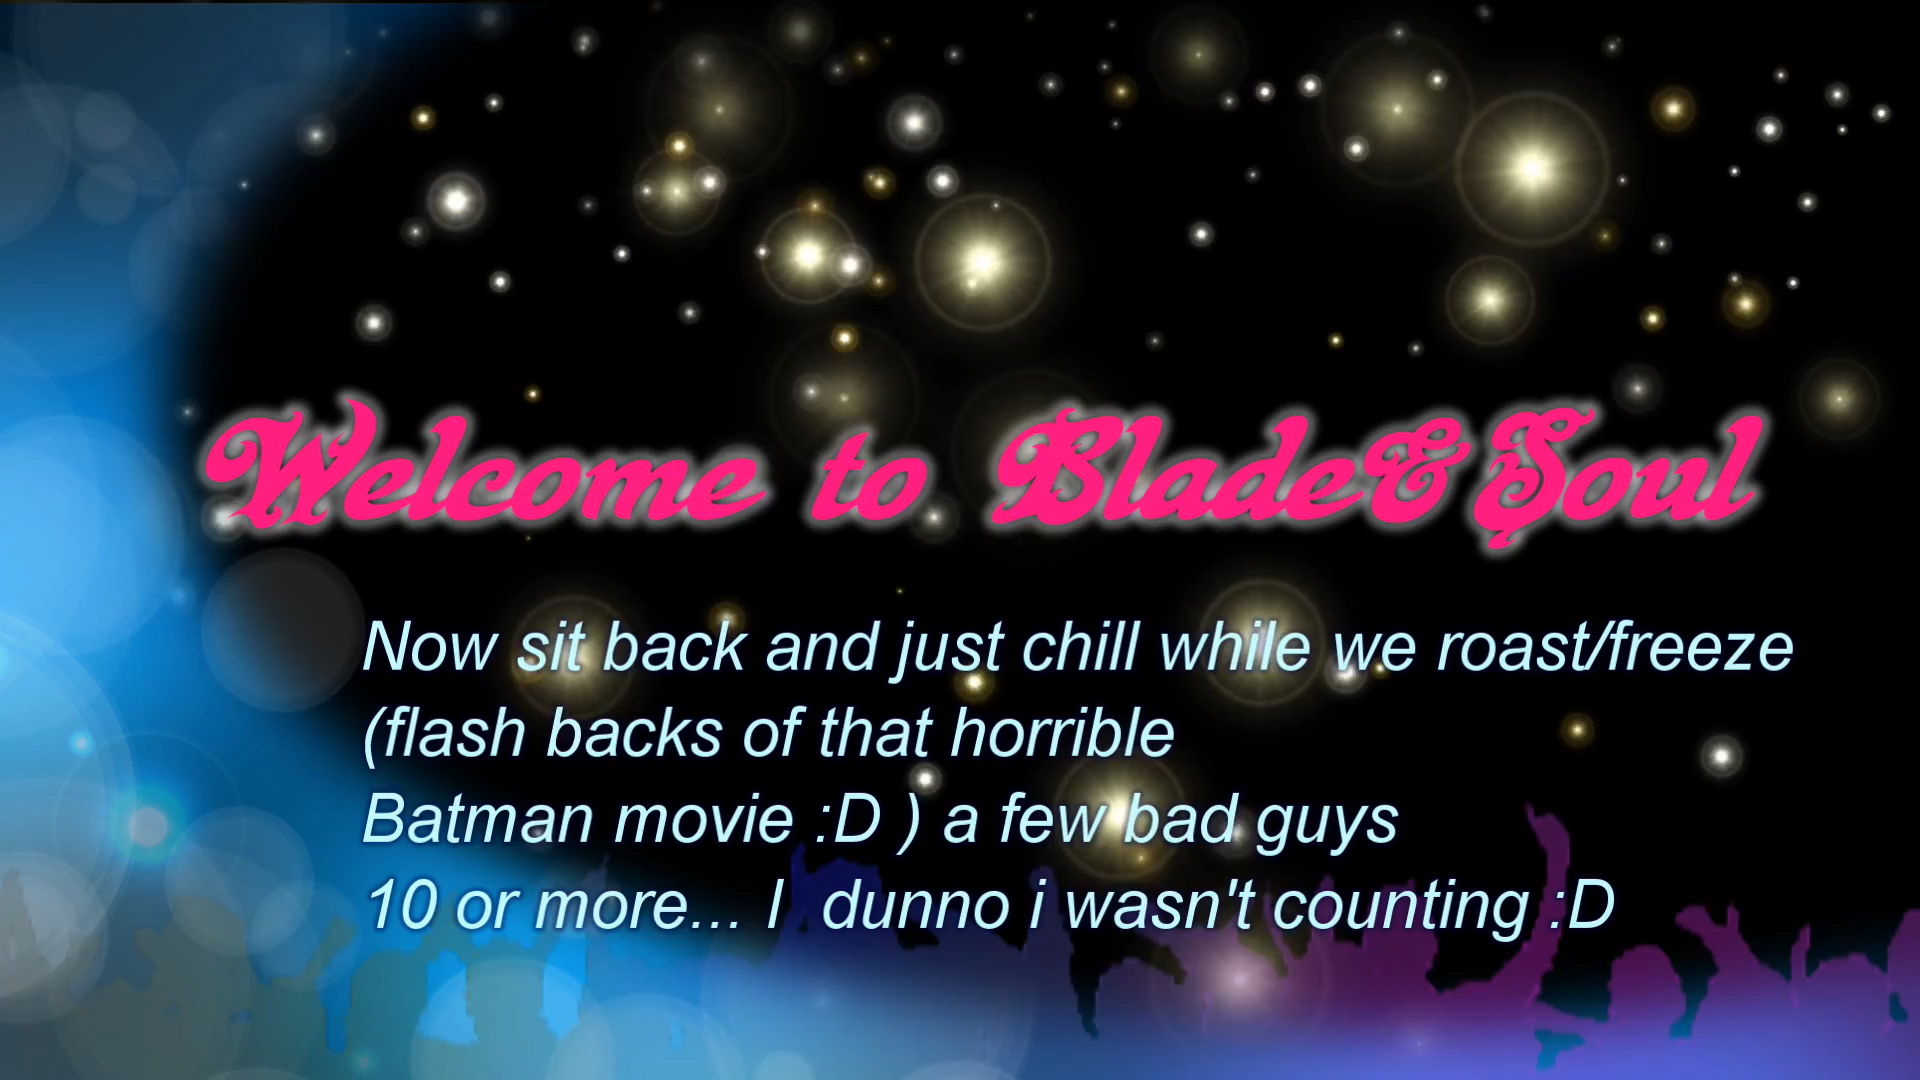 Welcome to Blade&Soul
Now sit back and just chill while we roast/freeze
(flash backs of that horrible
Batman movie :D ) a few bad guys
10 or more... I  dunno i wasn't counting :D